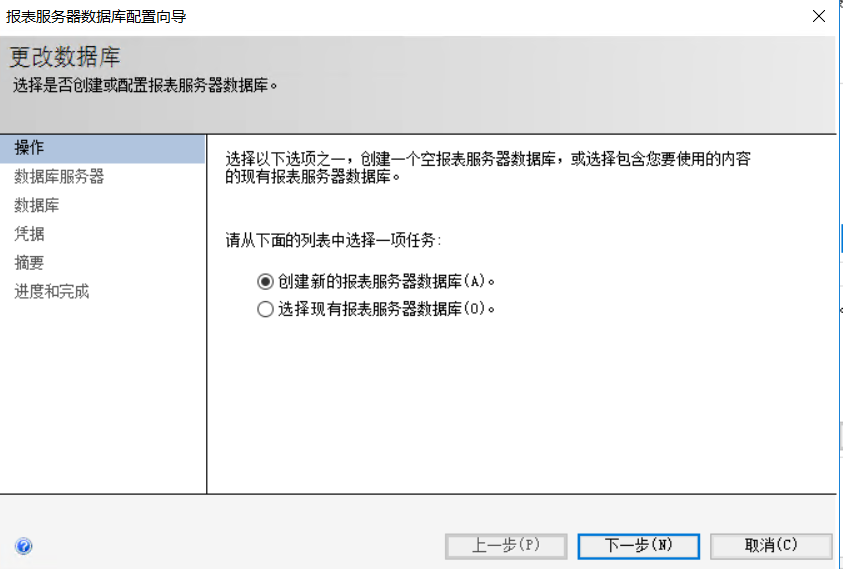 报表服务器数据库配置向导
更改数据库
选择是否创建或配置报表服务器数据库。
操作
数据库服务器
数据库
凭据
摘要
进度和完成
选择以下选项之一，创建一个空报表服务器数据库，或选择包含您要使用的内容
的现有报表服务器数据库。
请从下面的列表中选择一项任务:
创建新的报表服务器数据库(A)。
选择现有报表服务器数据库(O)。
上一步(P)
下一步(N)
取消(C)